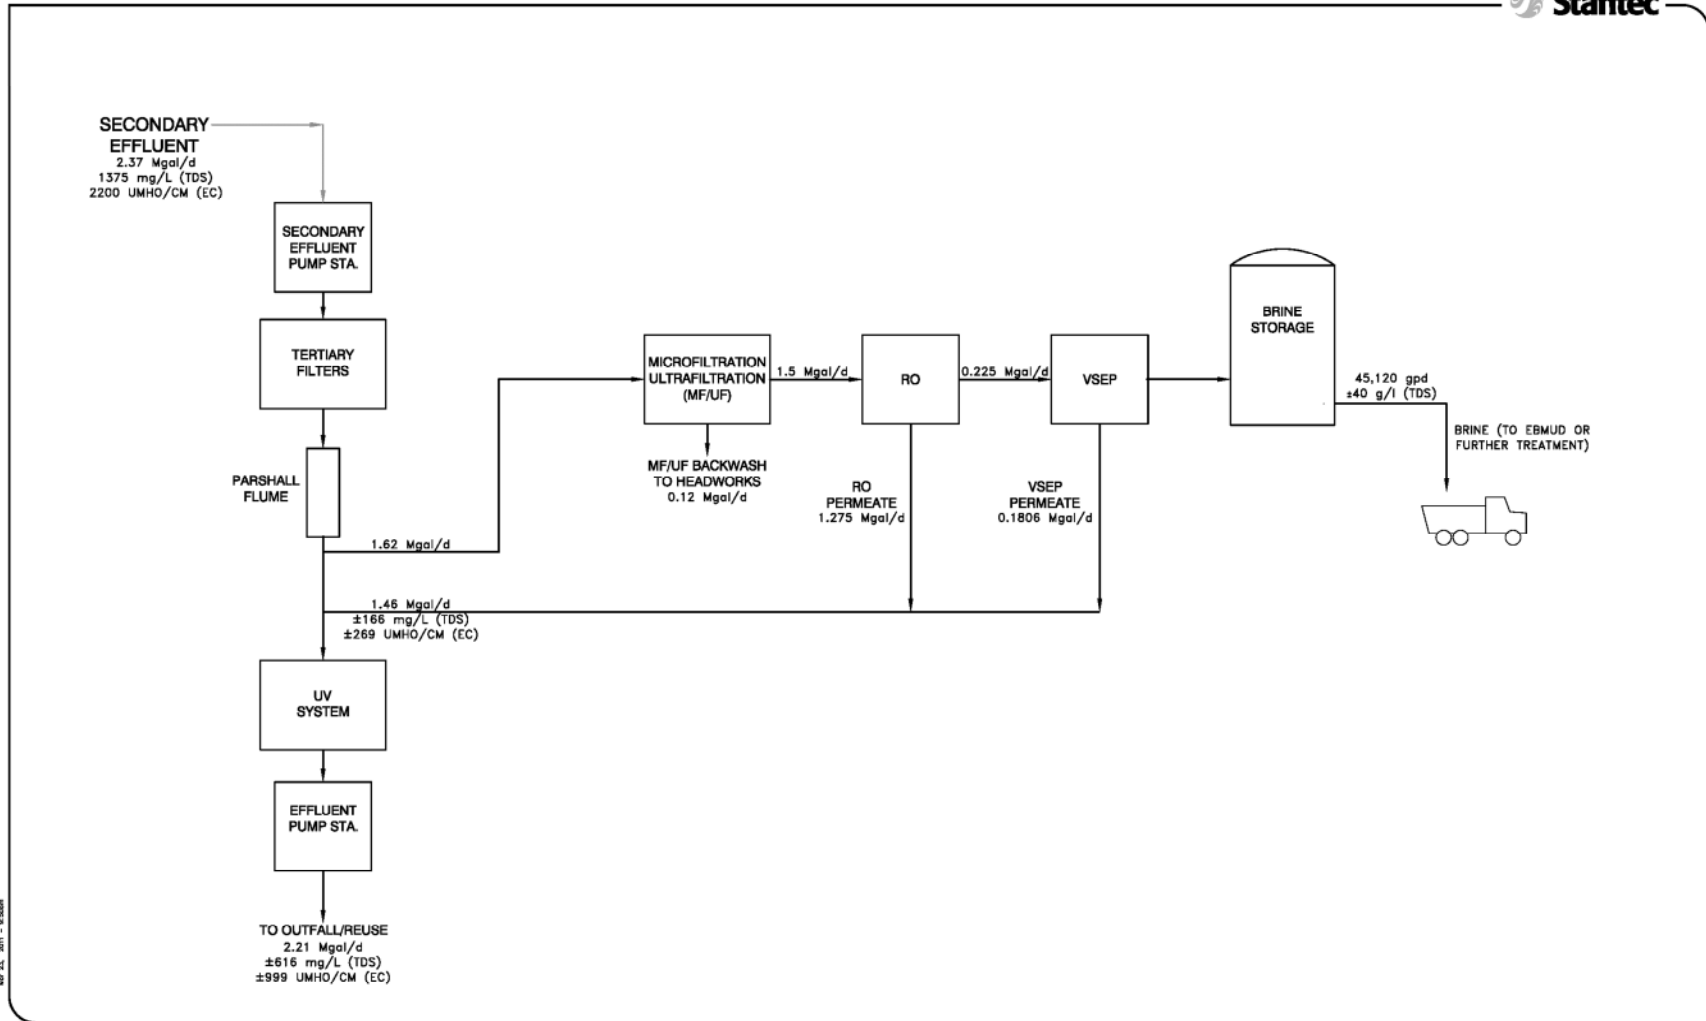 Stantec
SECONDARY
EFFLUENT
2.37 Mgal/d
1375 mg/L (TDS)
2200 UMHO/CM (EC)
SECONDARY
EFFLUENT
PUMP STA.
TERTIARY
FILTERS
PARSHALL
FLUME
1.62 Mgal/d
MICROFILTRATION
ULTRAFILTRATION
(MF/UF)
1.5 Mgal/d
RO
0.225 Mgal/d
VSEP
BRINE
STORAGE
45,120 gpd
±40 g/l (TDS)
BRINE (TO EBMUD OR
FURTHER TREATMENT)
MF/UF BACKWASH
TO HEADWORKS
0.12 Mgal/d
RO
PERMEATE
1.275 Mgal/d
VSEP
PERMEATE
0.1806 Mgal/d
1.46 Mgal/d
±166 mg/L (TDS)
±269 UMHO/CM (EC)
UV
SYSTEM
EFFLUENT
PUMP STA.
TO OUTFALL/REUSE
2.21 Mgal/d
±616 mg/L (TDS)
±999 UMHO/CM (EC)